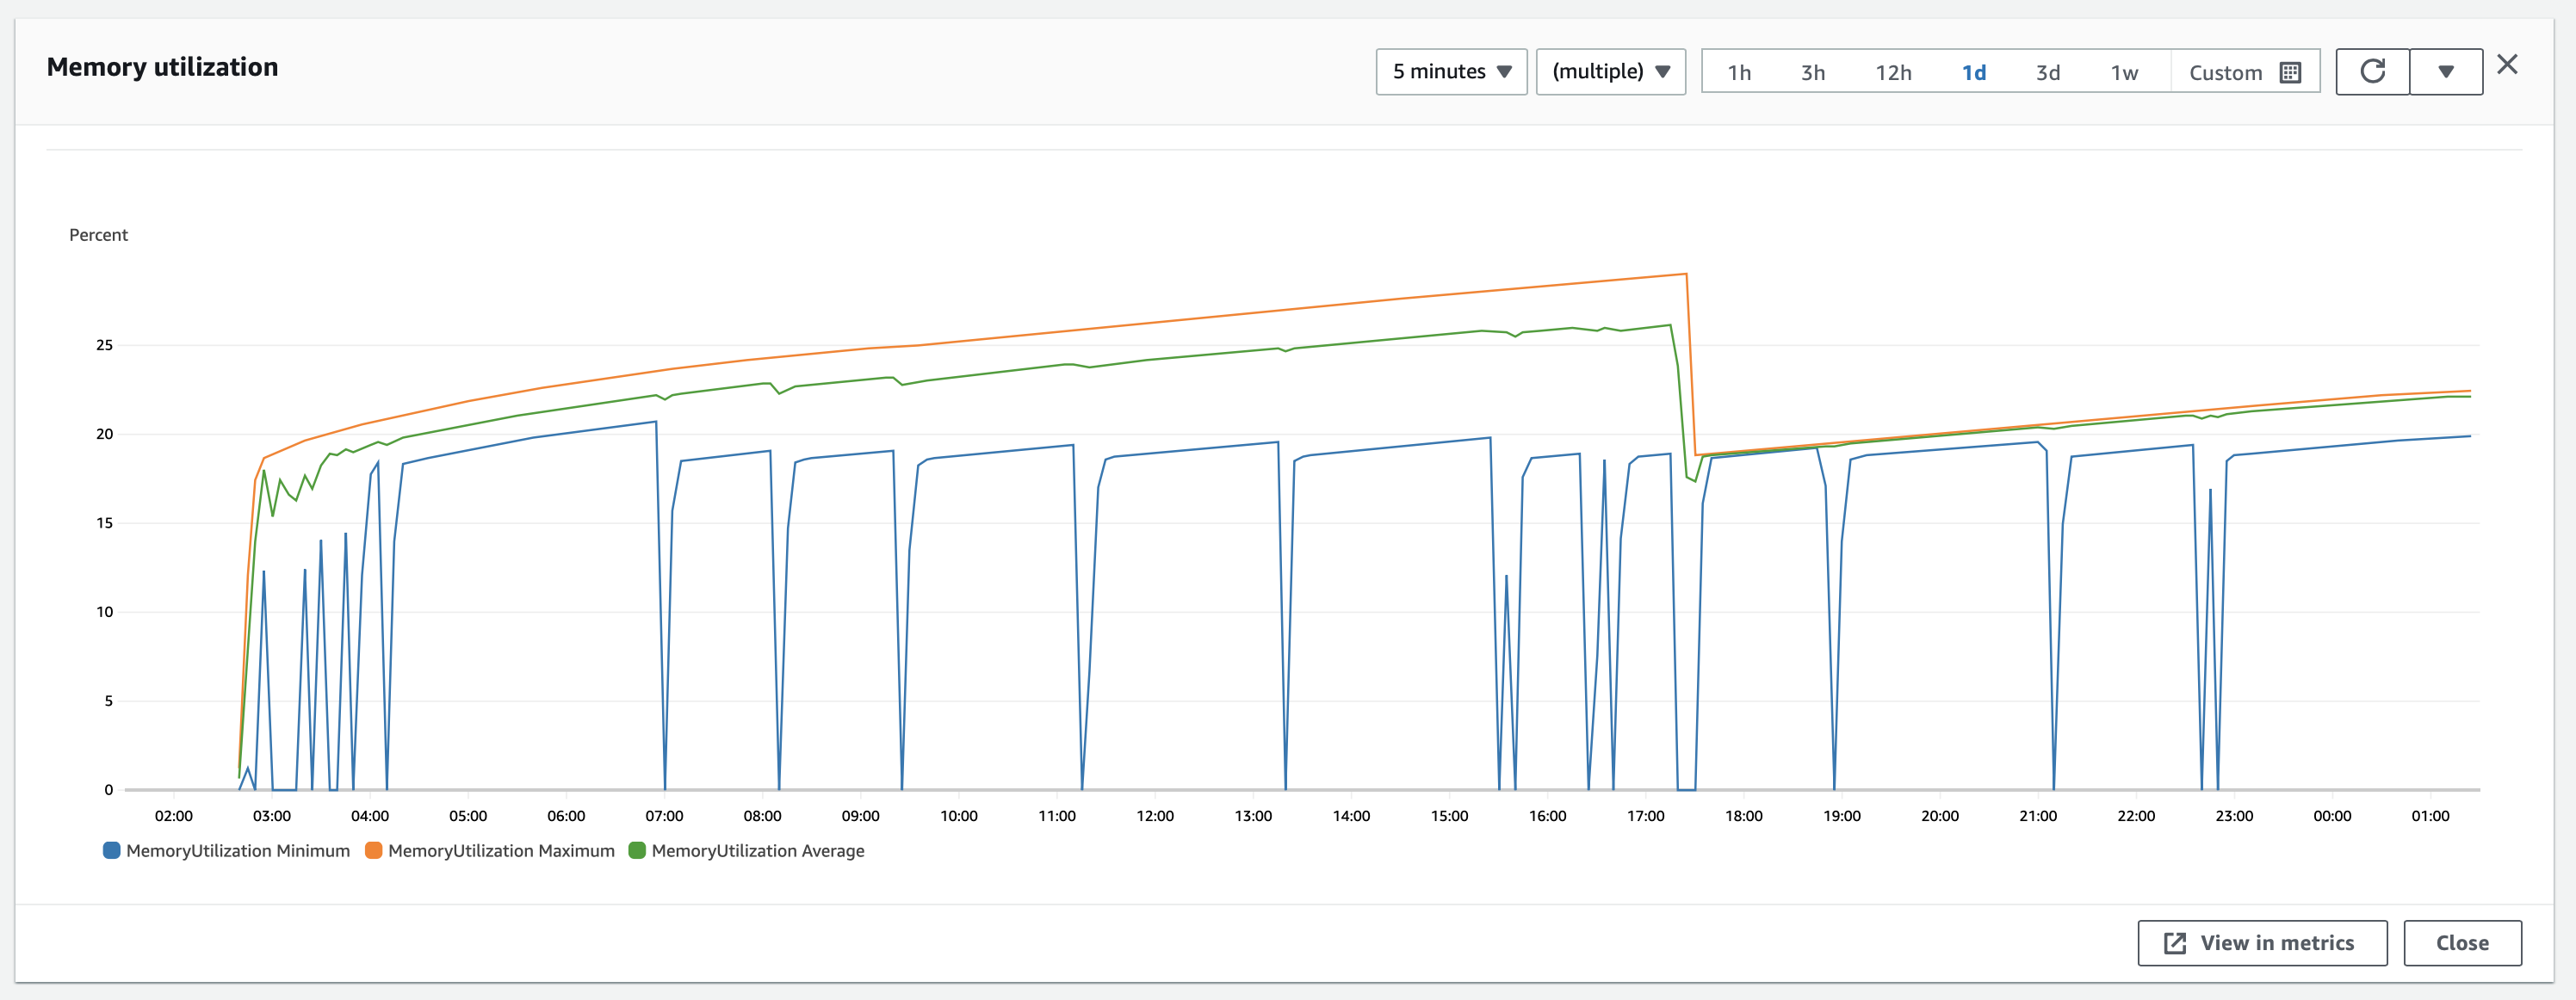 Memory utilization
5 minutes (multiple) 1h 3h 12h 1d 3d 1w Custom
Percent
25
20
15
10
5
0
02:00 03:00 04:00 05:00 06:00 07:00 08:00 09:00 10:00 11:00 12:00 13:00 14:00 15:00 16:00 17:00 18:00 19:00 20:00 21:00 22:00 23:00 00:00 01:00
MemoryUtilization Minimum MemoryUtilization Maximum MemoryUtilization Average
View in metrics Close